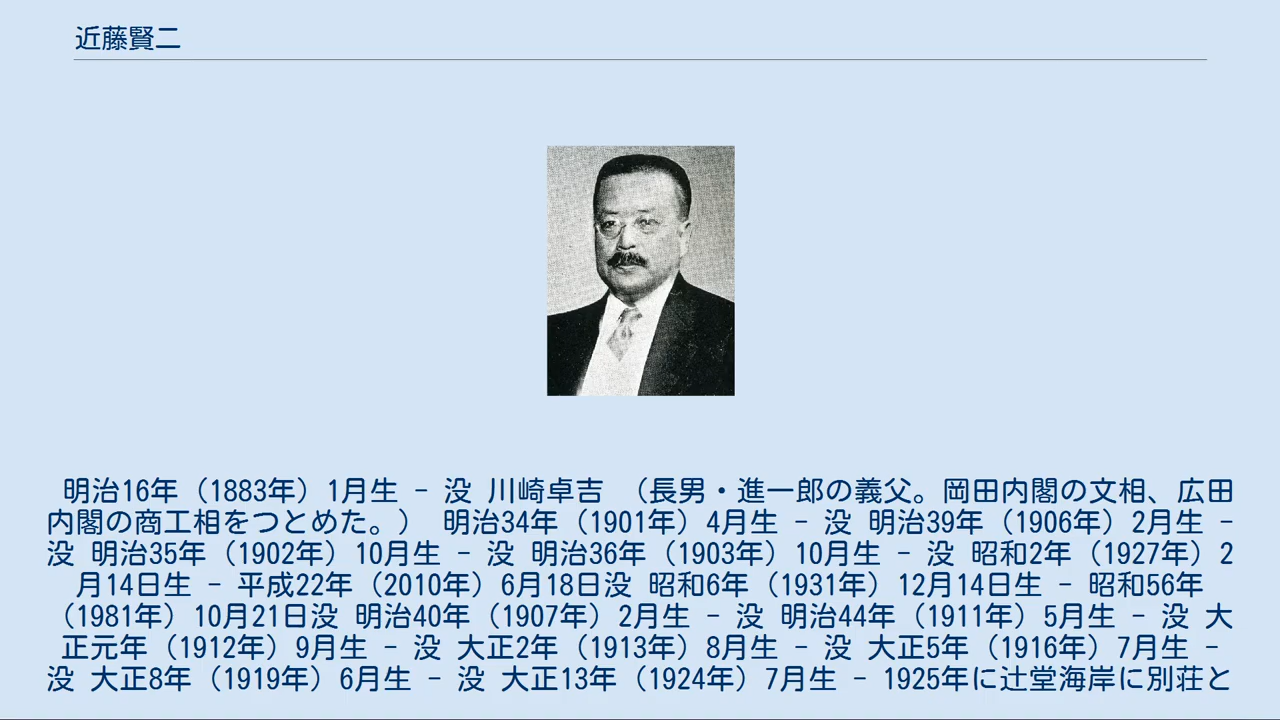 近藤賢二
明治16年（1883年）1月生 - 没 川崎卓吉 （長男・進一郎の義父。岡田内閣の文相、広田
内閣の商工相をつとめた。） 明治34年（1901年）4月生 - 没 明治39年（1906年）2月生 -
没 明治35年（1902年）10月生 - 没 明治36年（1903年）10月生 - 没 昭和2年（1927年）2
月14日生 - 平成22年（2010年）6月18日没 昭和6年（1931年）12月14日生 - 昭和56年
（1981年）10月21日没 明治40年（1907年）2月生 - 没 明治44年（1911年）5月生 - 没 大
正元年（1912年）9月生 - 没 大正2年（1913年）8月生 - 没 大正5年（1916年）7月生 -
没 大正8年（1919年）6月生 - 没 大正13年（1924年）7月生 - 1925年に辻堂海岸に別荘と